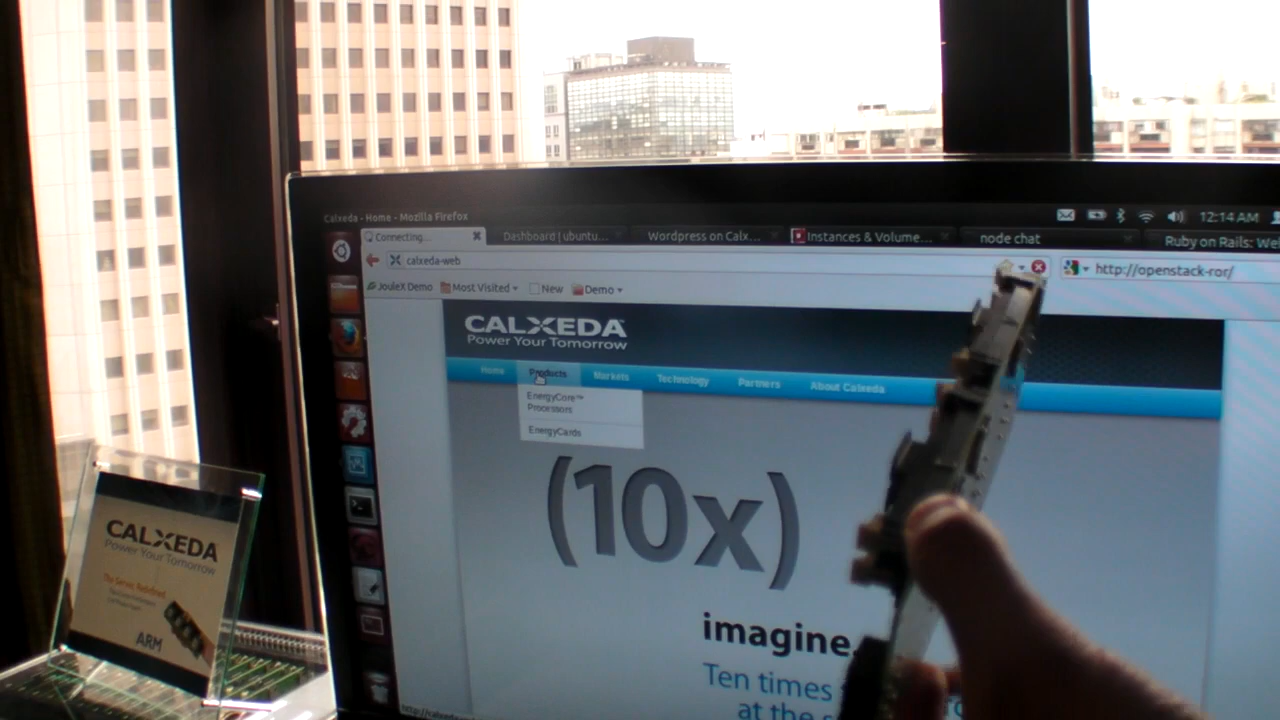 Calxeda - Home - Mozilla Firefox
12:14 AM
Connecting...
Dashboard | ubuntu...
Wordpress on Calx...
Instances & Volume...
node chat
Ruby on Rails: We
calxeda-web
http://openstack-ror/
JouleX Demo
Most Visited
New
Demo
CALXEDA
Power Your Tomorrow
Home
Products
Markets
Technology
Partners
About Calxeda
EnergyCore™
Processors
EnergyCards
(10x)
imagine.
Ten times
at the
CALXEDA
Power Your Tomorrow
The Server, Redefined
ARM